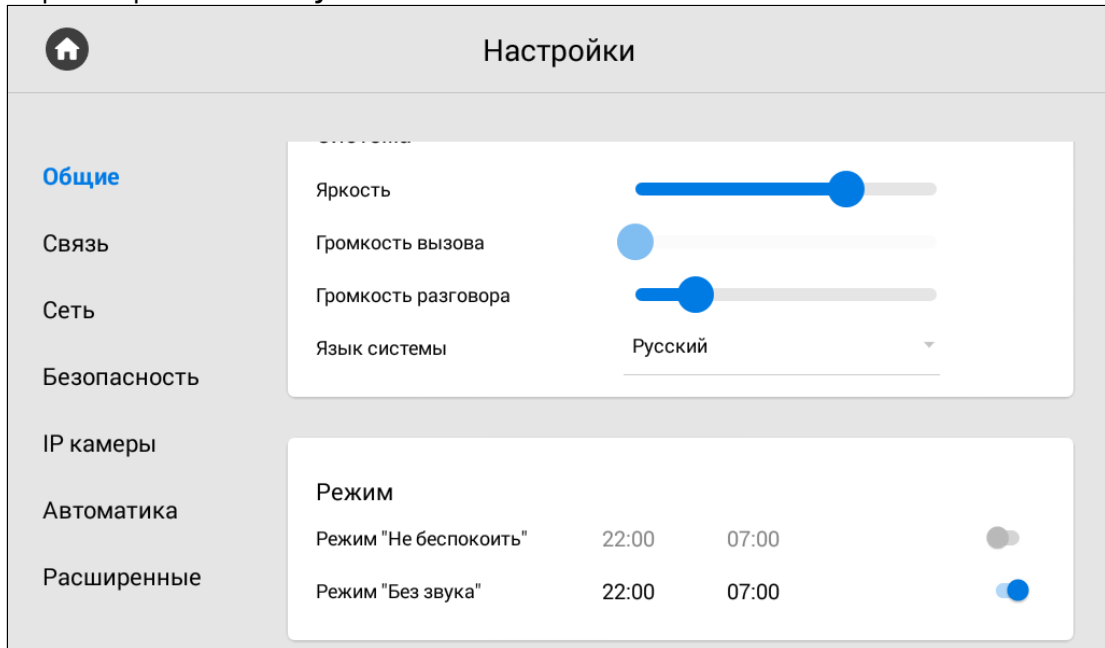 Настройки
Общие
Связь
Сеть
Безопасность
IP камеры
Автоматика
Расширенные
Яркость
Громкость вызова
Громкость разговора
Язык системы Русский
Режим
Режим "Не беспокоить" 22:00 07:00
Режим "Без звука" 22:00 07:00